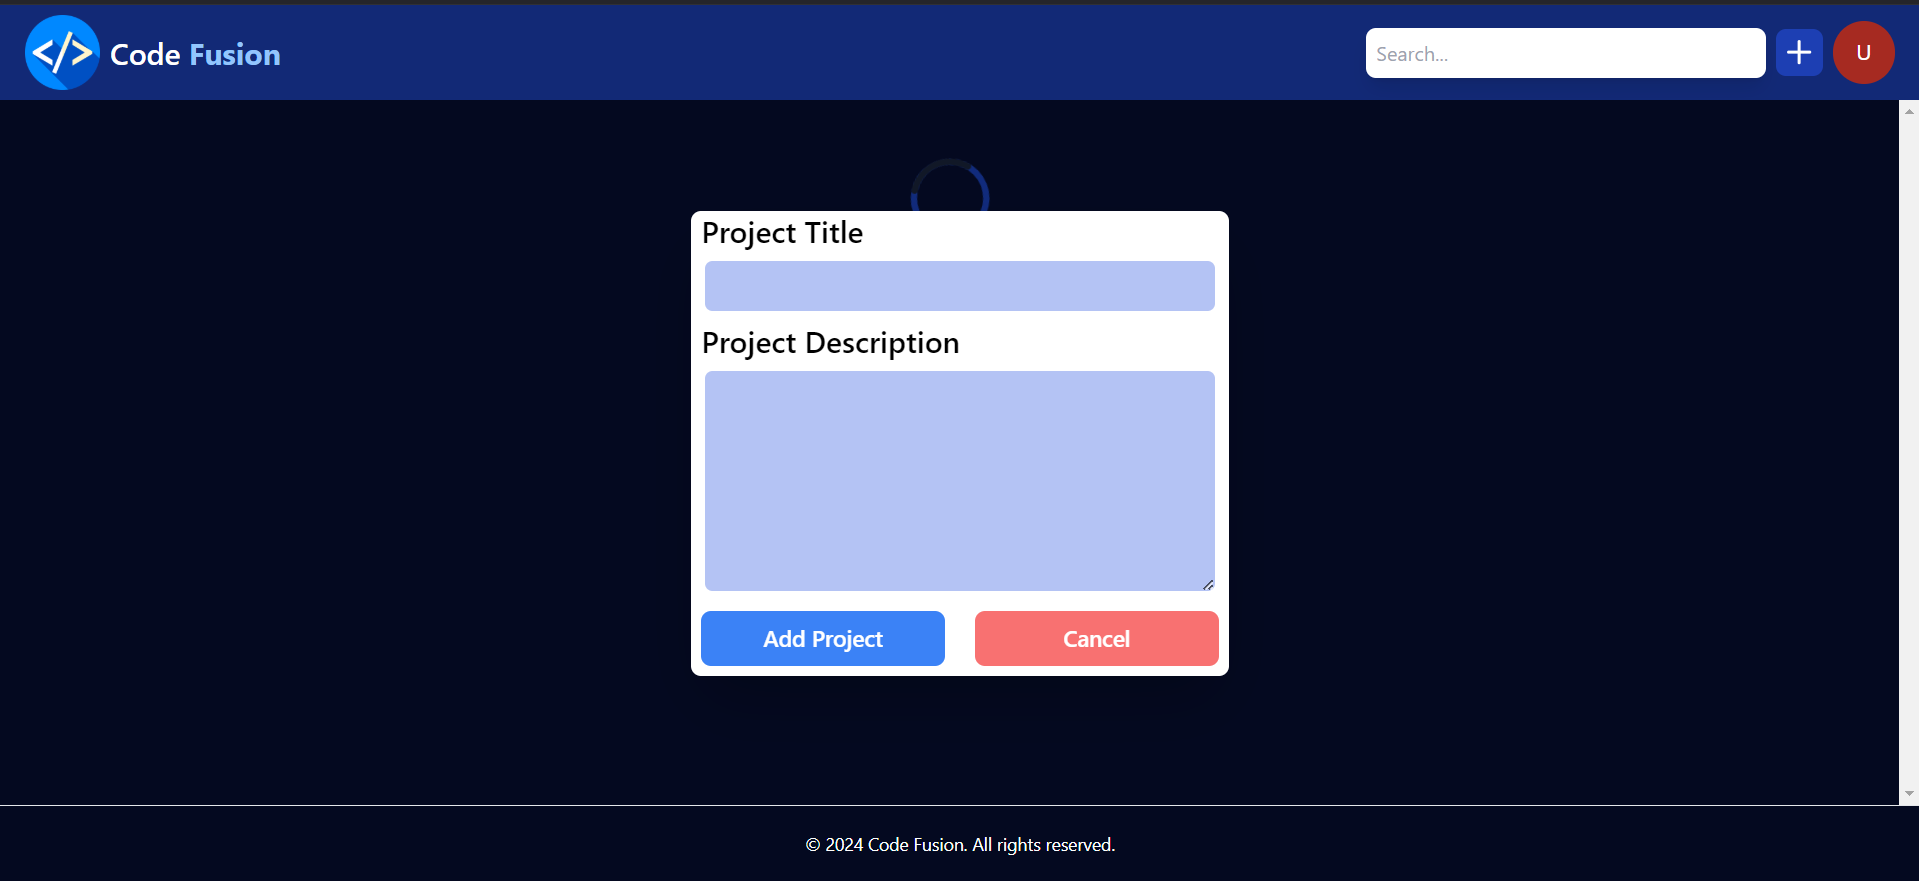 </> Code Fusion
Search...
U
Project Title
Project Description
Add Project
Cancel
© 2024 Code Fusion. All rights reserved.